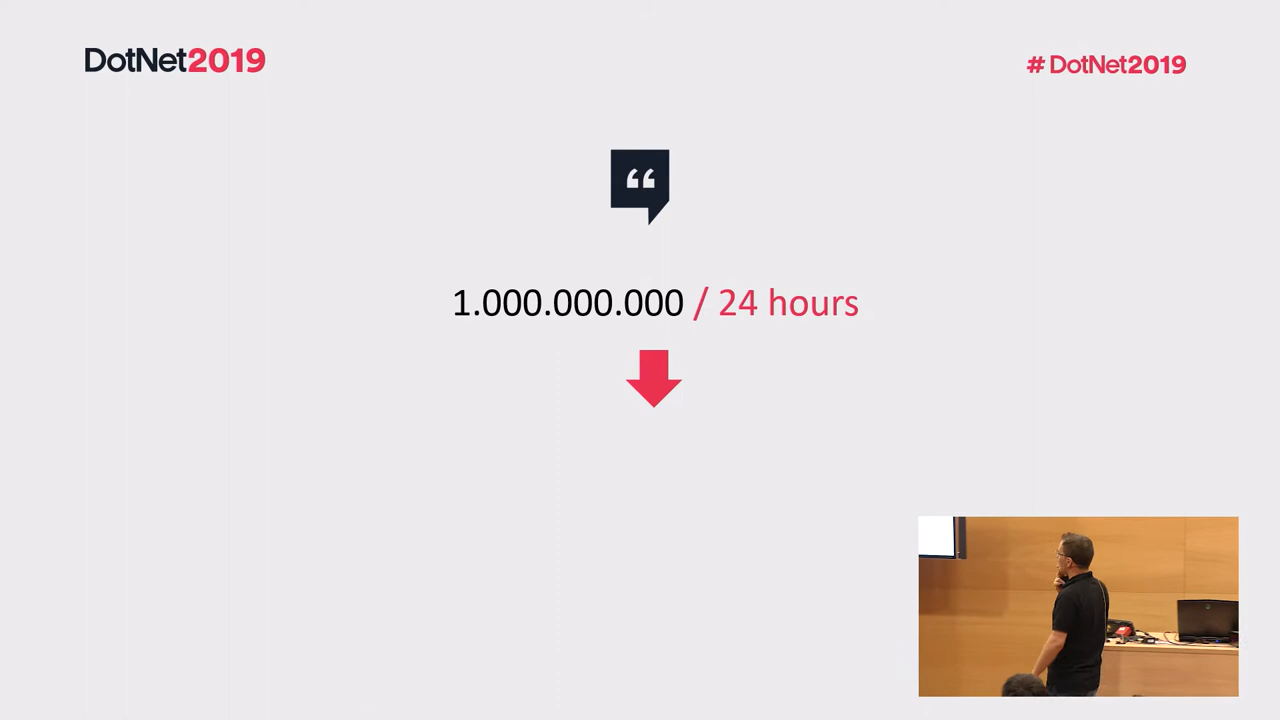 DotNet2019
# DotNet2019
“
1.000.000.000 / 24 hours